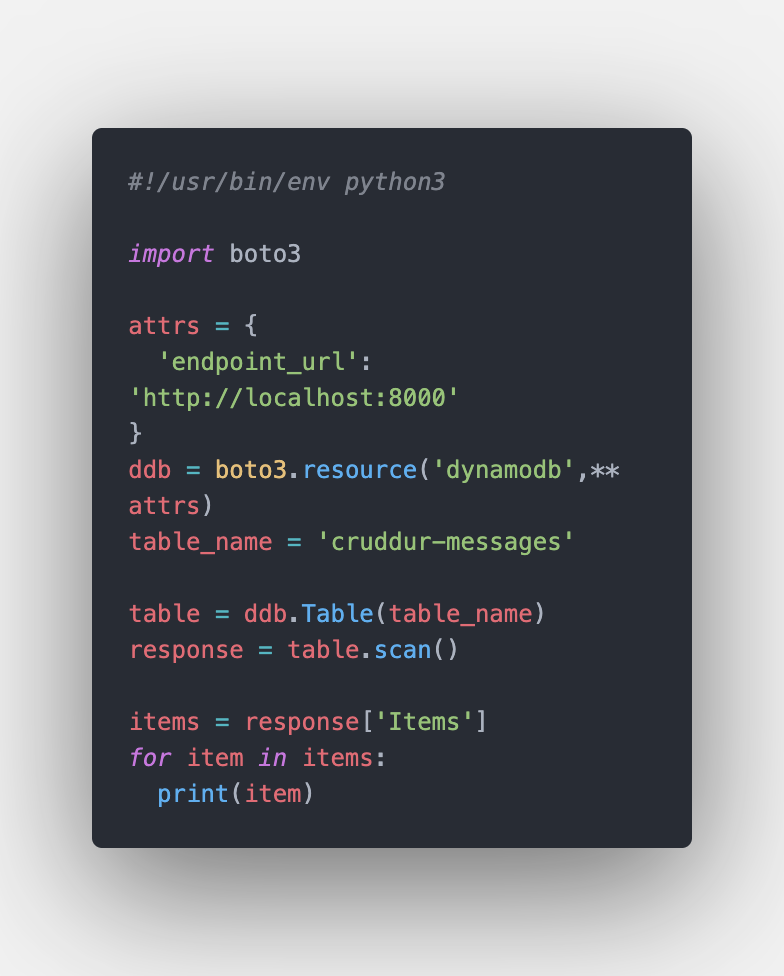 #!/usr/bin/env python3
import boto3
attrs = {
  'endpoint_url':
'http://localhost:8000'
}
ddb = boto3.resource('dynamodb',**
attrs)
table_name = 'cruddur-messages'
table = ddb.Table(table_name)
response = table.scan()
items = response['Items']
for item in items:
  print(item)